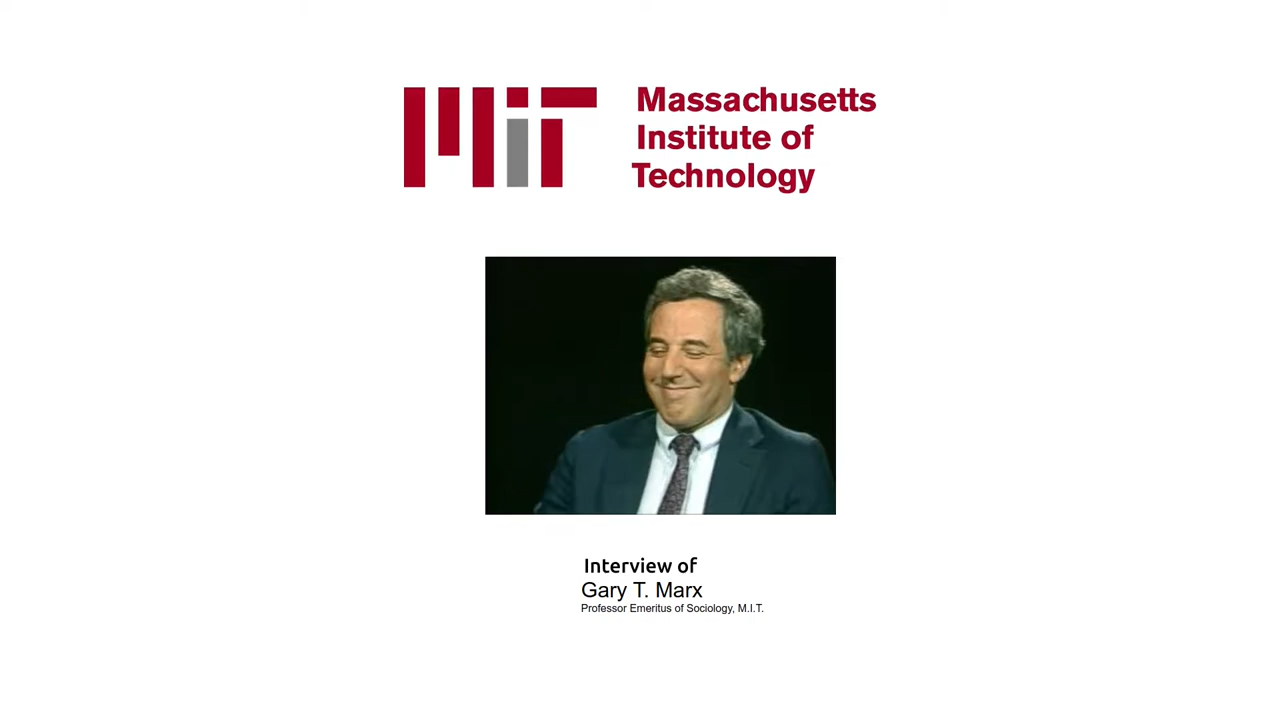 MIT
Massachusetts
Institute of
Technology
Interview of
Gary T. Marx
Professor Emeritus of Sociology, M.I.T.